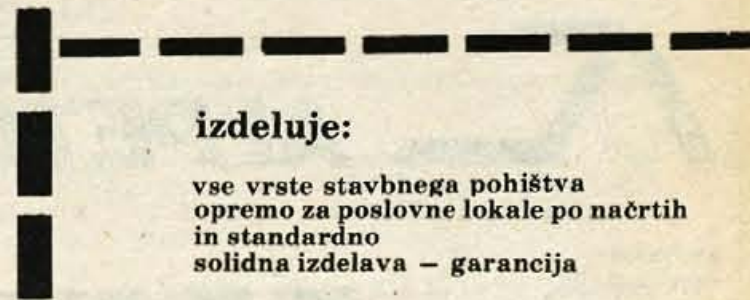 izdeluje:
vse vrste stavbnega pohištva
opremo za poslovne lokale po načrtih
in standardno
solidna izdelava — garancija